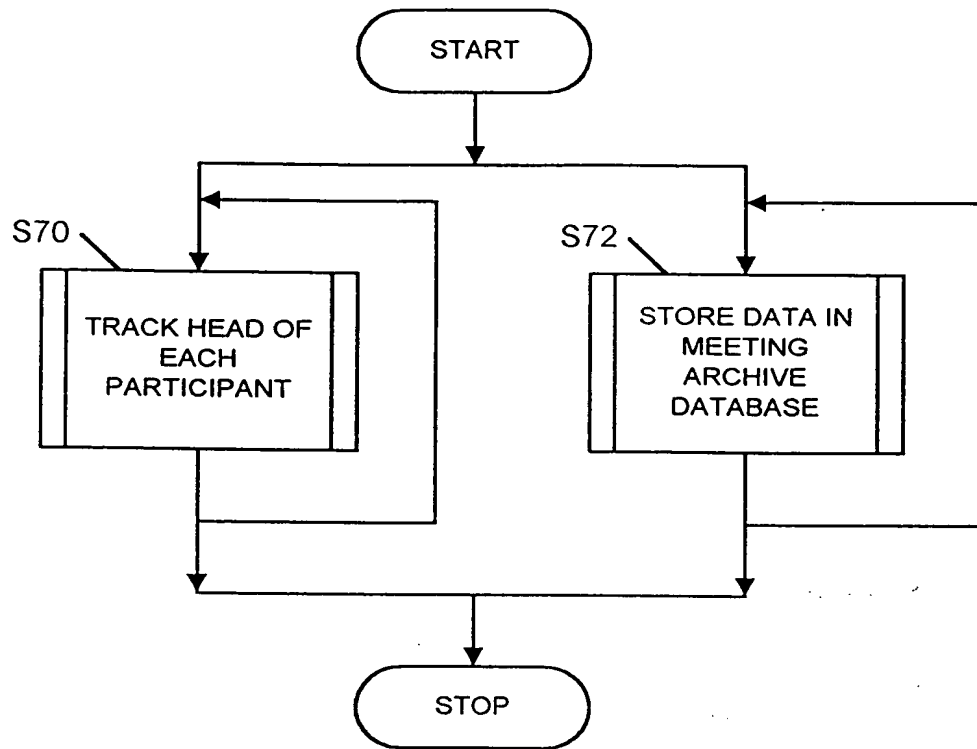 START
S70
TRACK HEAD OF
EACH
PARTICIPANT
S72
STORE DATA IN
MEETING
ARCHIVE
DATABASE
STOP